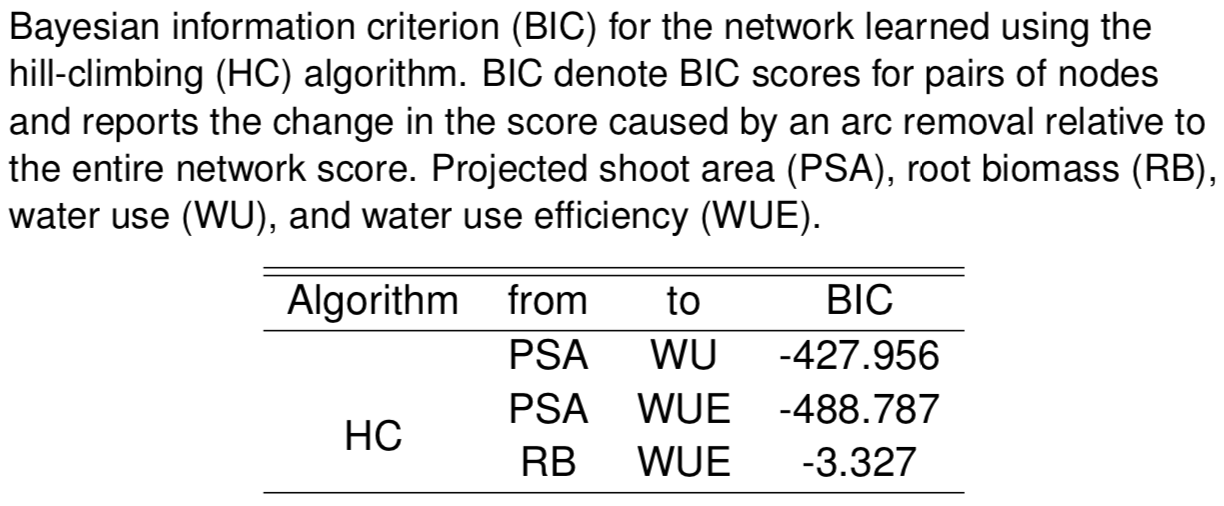 Bayesian information criterion (BIC) for the network learned using the
hill-climbing (HC) algorithm. BIC denote BIC scores for pairs of nodes
and reports the change in the score caused by an arc removal relative to
the entire network score. Projected shoot area (PSA), root biomass (RB),
water use (WU), and water use efficiency (WUE).
Algorithm from to BIC
PSA WU -427.956
PSA WUE -488.787
HC
RB WUE -3.327